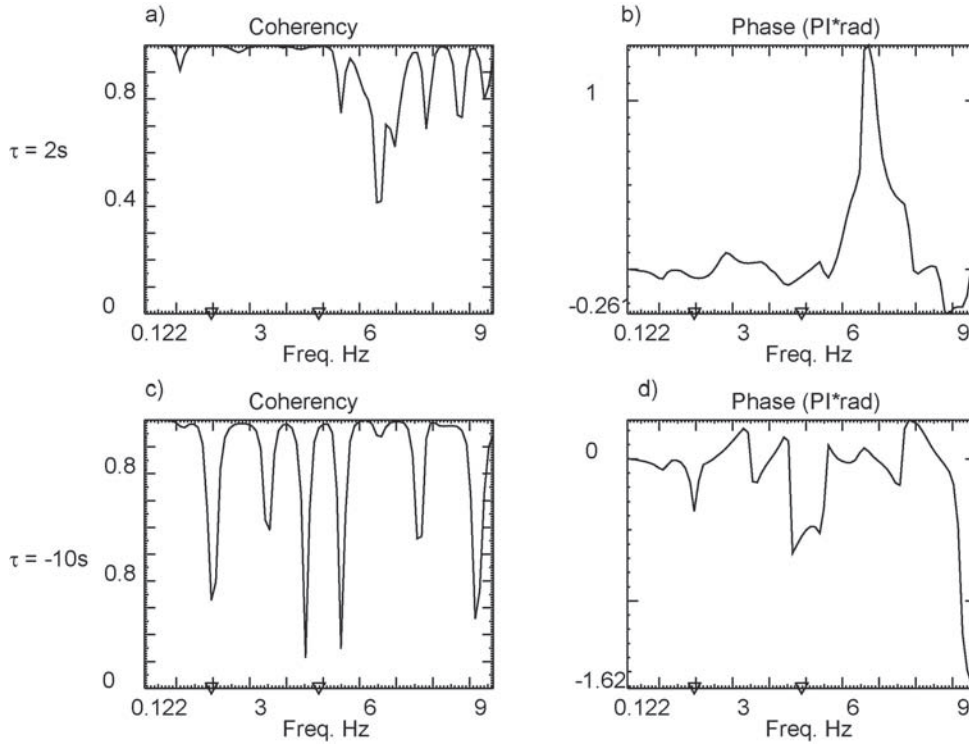 a)
Coherency
0.8
0.4
0
0.122 3 6 9
Freq. Hz
τ = 2s
b)
Phase (PI*rad)
1
-0.261
0.122 3 6 9
Freq. Hz
c)
Coherency
0.8
0.8
0
0.122 3 6 9
Freq. Hz
τ = -10s
d)
Phase (PI*rad)
0
-1.62
0.122 3 6 9
Freq. Hz